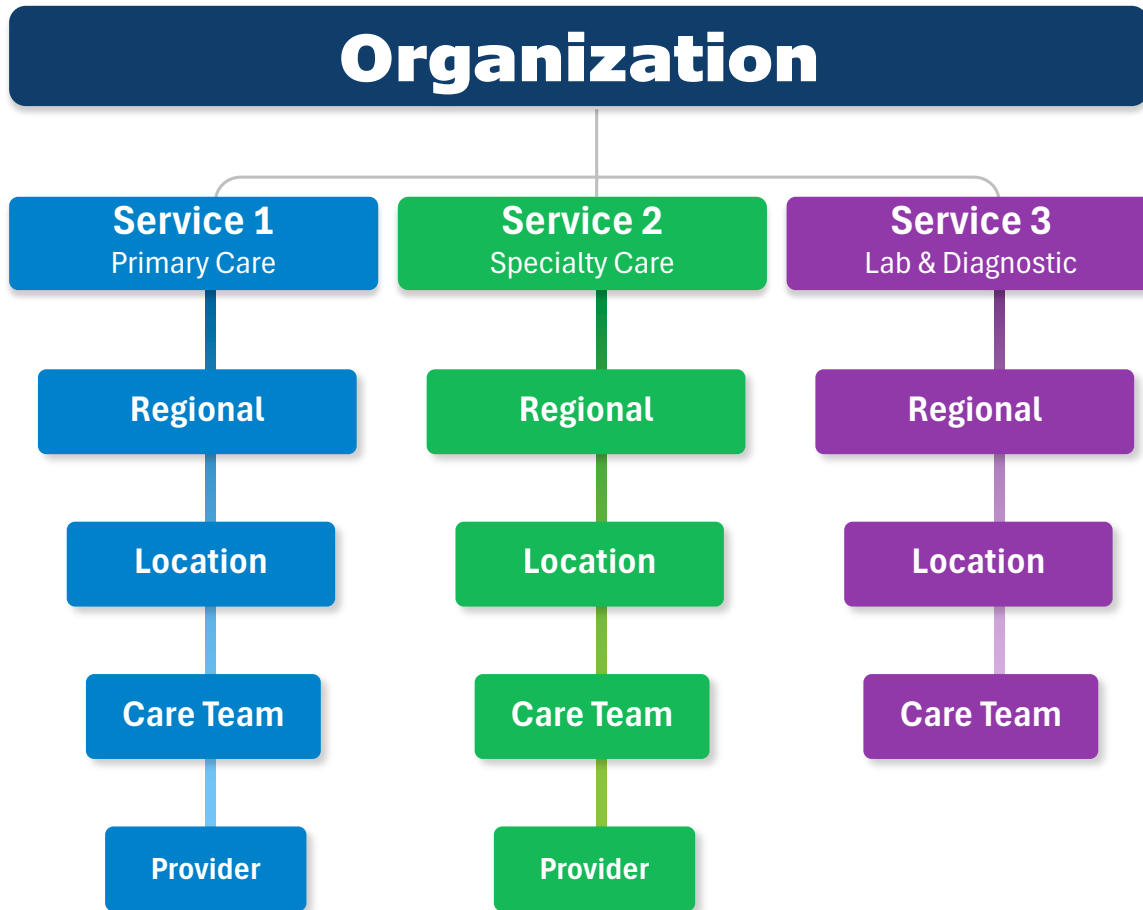 Organization
Service 1
Primary Care
Service 2
Specialty Care
Service 3
Lab & Diagnostic
Regional
Regional
Regional
Location
Location
Location
Care Team
Care Team
Care Team
Provider
Provider